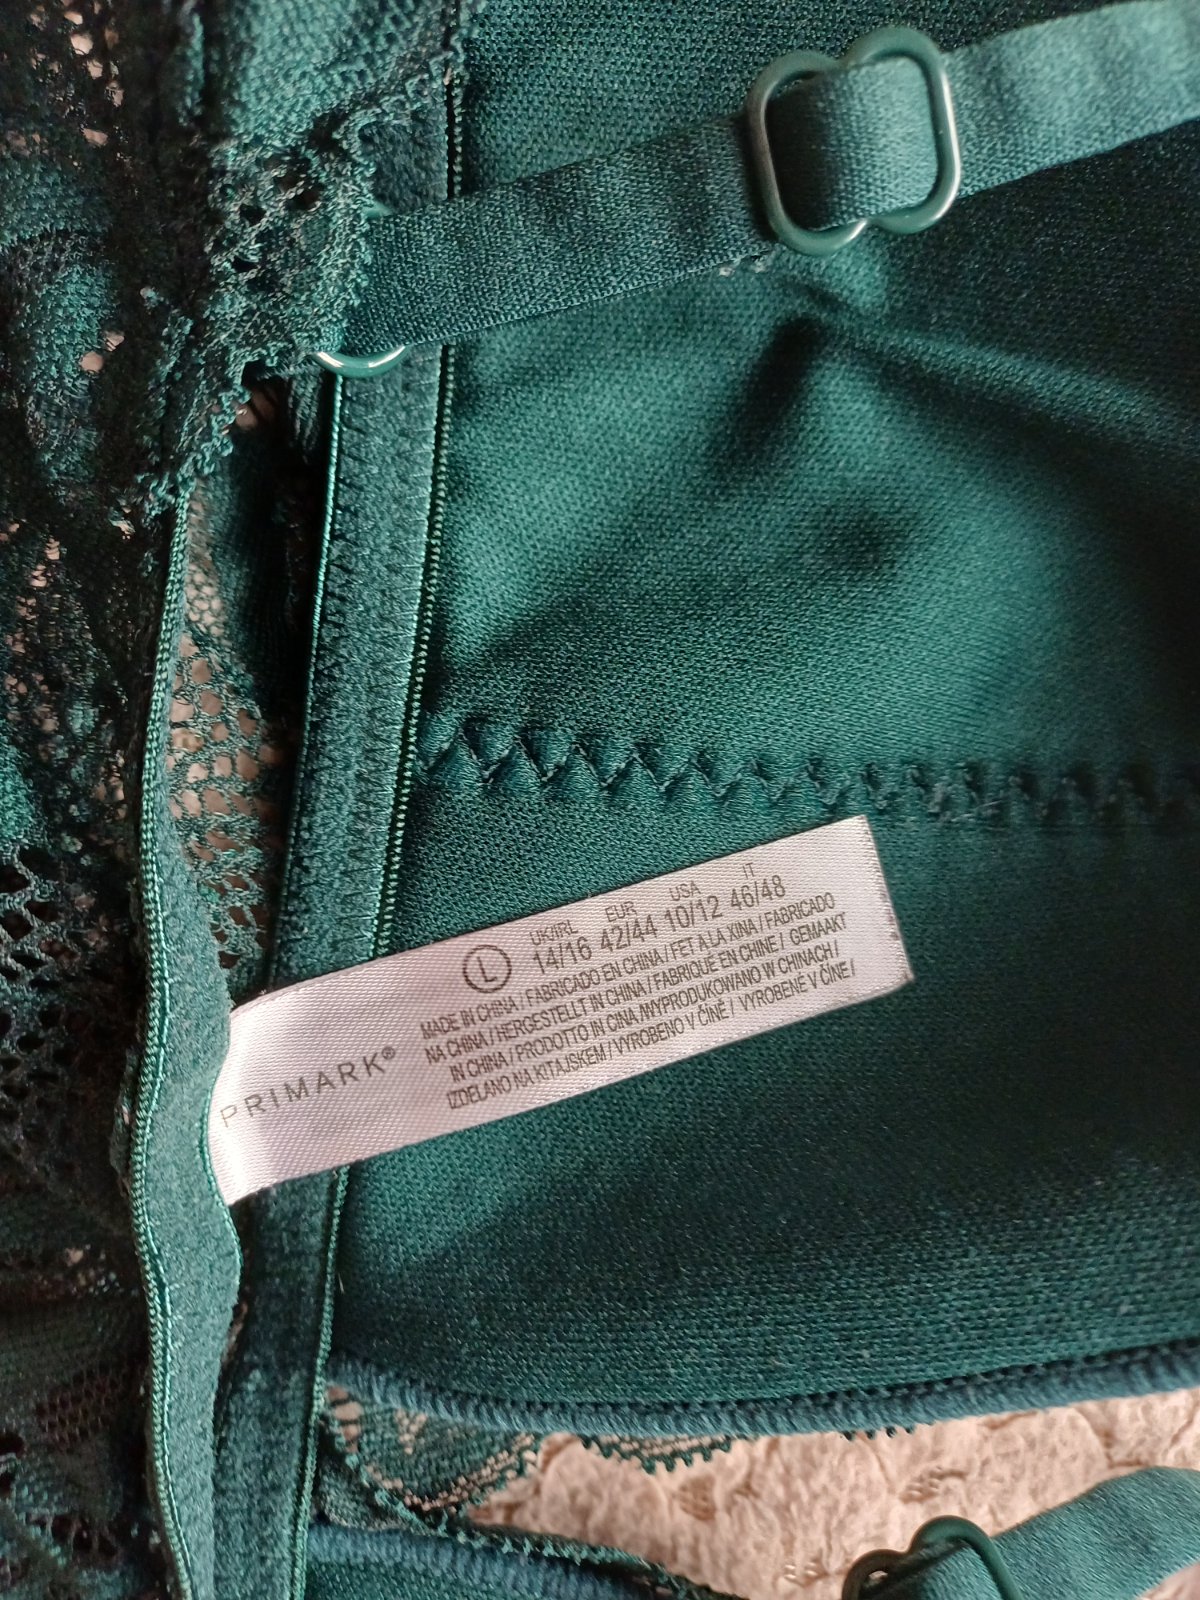 PRIMARK®
L
UK/IRL EUR USA IT
14/16 42/44 10/12 46/48
MADE IN CHINA / FABRICADO EN CHINA / FET A LA XINA / FABRICADO
NA CHINA / HERGESTELLT IN CHINA / FABRIQUÉ EN CHINE / GEMAAKT
IN CHINA / PRODOTTO IN CINA /WYPRODUKOWANO W CHINACH /
IZDELANO NA KITAJSKEM / VYROBENO V ČÍNĚ / VYROBENÉ V ČÍNE /